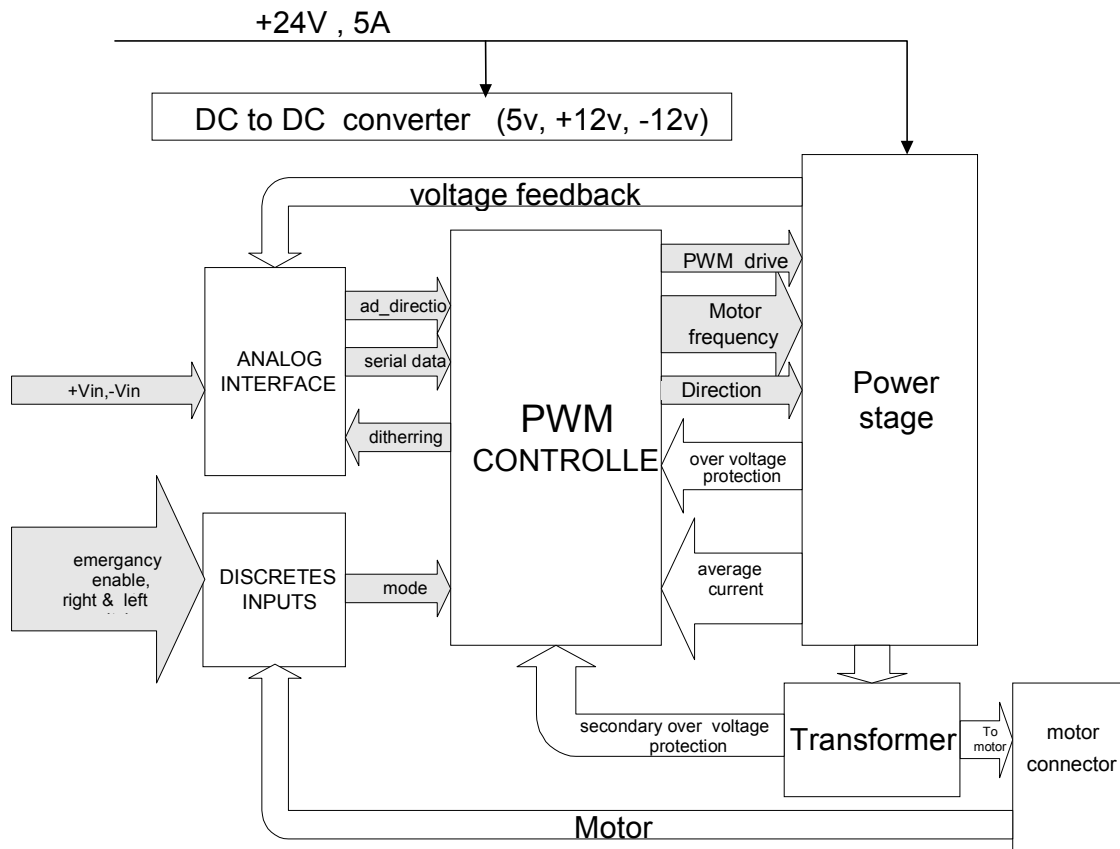 +24V , 5A
DC to DC converter (5v, +12v, -12v)
voltage feedback
ANALOG
INTERFACE
+Vin,-Vin
ad_directio
serial data
ditherring
PWM
CONTROLLE
PWM drive
Motor
frequency
Direction
over voltage
protection
average
current
Power
stage
emergancy
enable,
right & left
DISCRETES
INPUTS
mode
secondary over voltage
protection
Transformer
To
motor
motor
connector
Motor